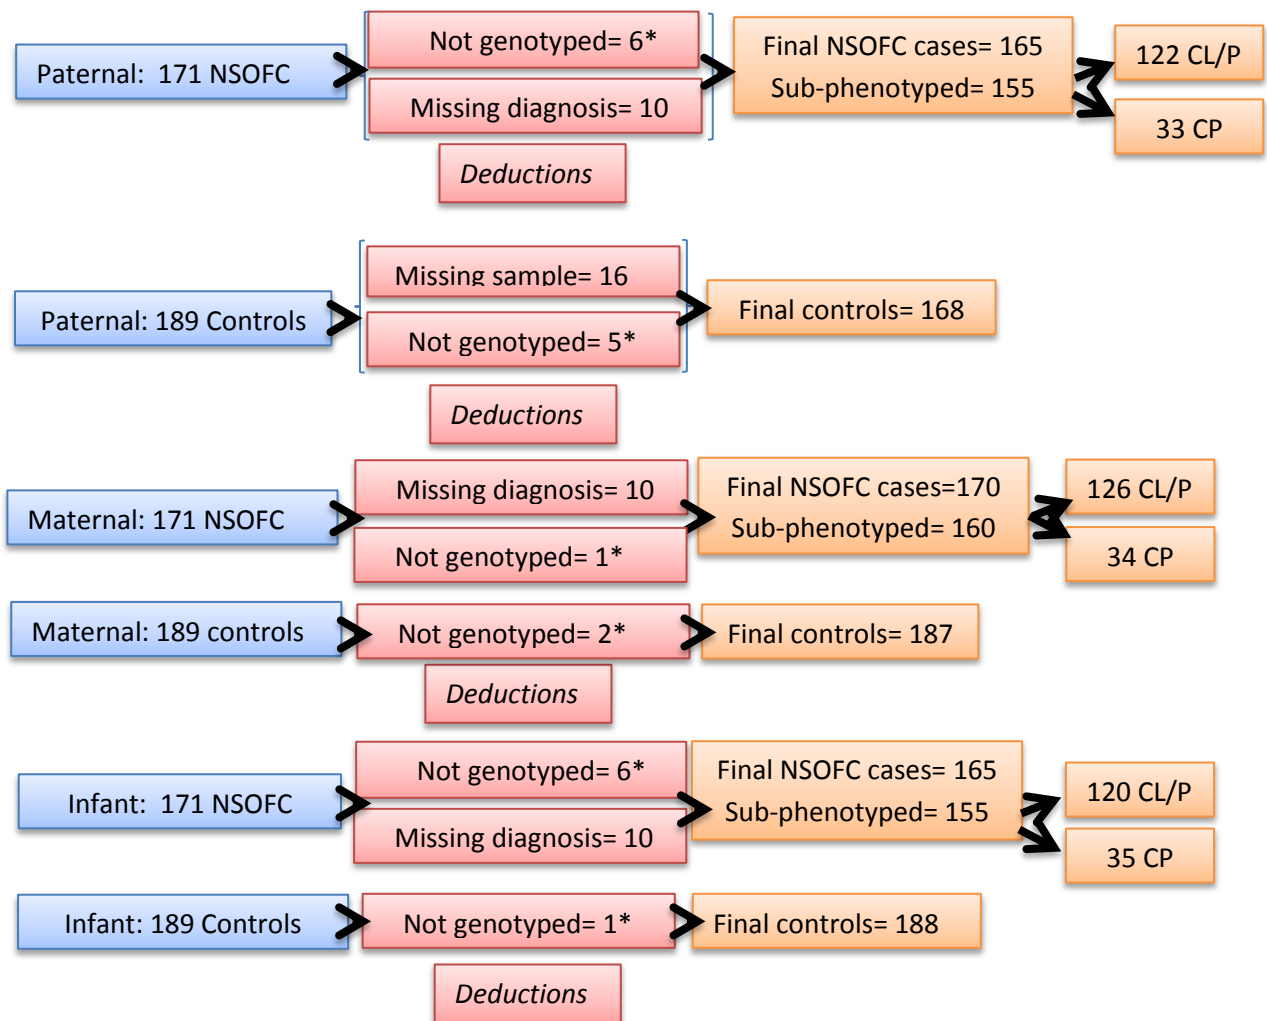 Paternal:  171 NSOFC
Not genotyped= 6*
Missing diagnosis= 10
Deductions
Final NSOFC cases= 165
Sub-phenotyped= 155
122 CL/P
33 CP
Paternal: 189 Controls
Missing sample= 16
Not genotyped= 5*
Deductions
Final controls= 168
Maternal: 171 NSOFC
Missing diagnosis= 10
Not genotyped= 1*
Final NSOFC cases=170
Sub-phenotyped= 160
126 CL/P
34 CP
Maternal: 189 controls
Not genotyped= 2*
Deductions
Final controls= 187
Infant:  171 NSOFC
Not genotyped= 6*
Missing diagnosis= 10
Final NSOFC cases= 165
Sub-phenotyped= 155
120 CL/P
35 CP
Infant: 189 Controls
Not genotyped= 1*
Deductions
Final controls= 188